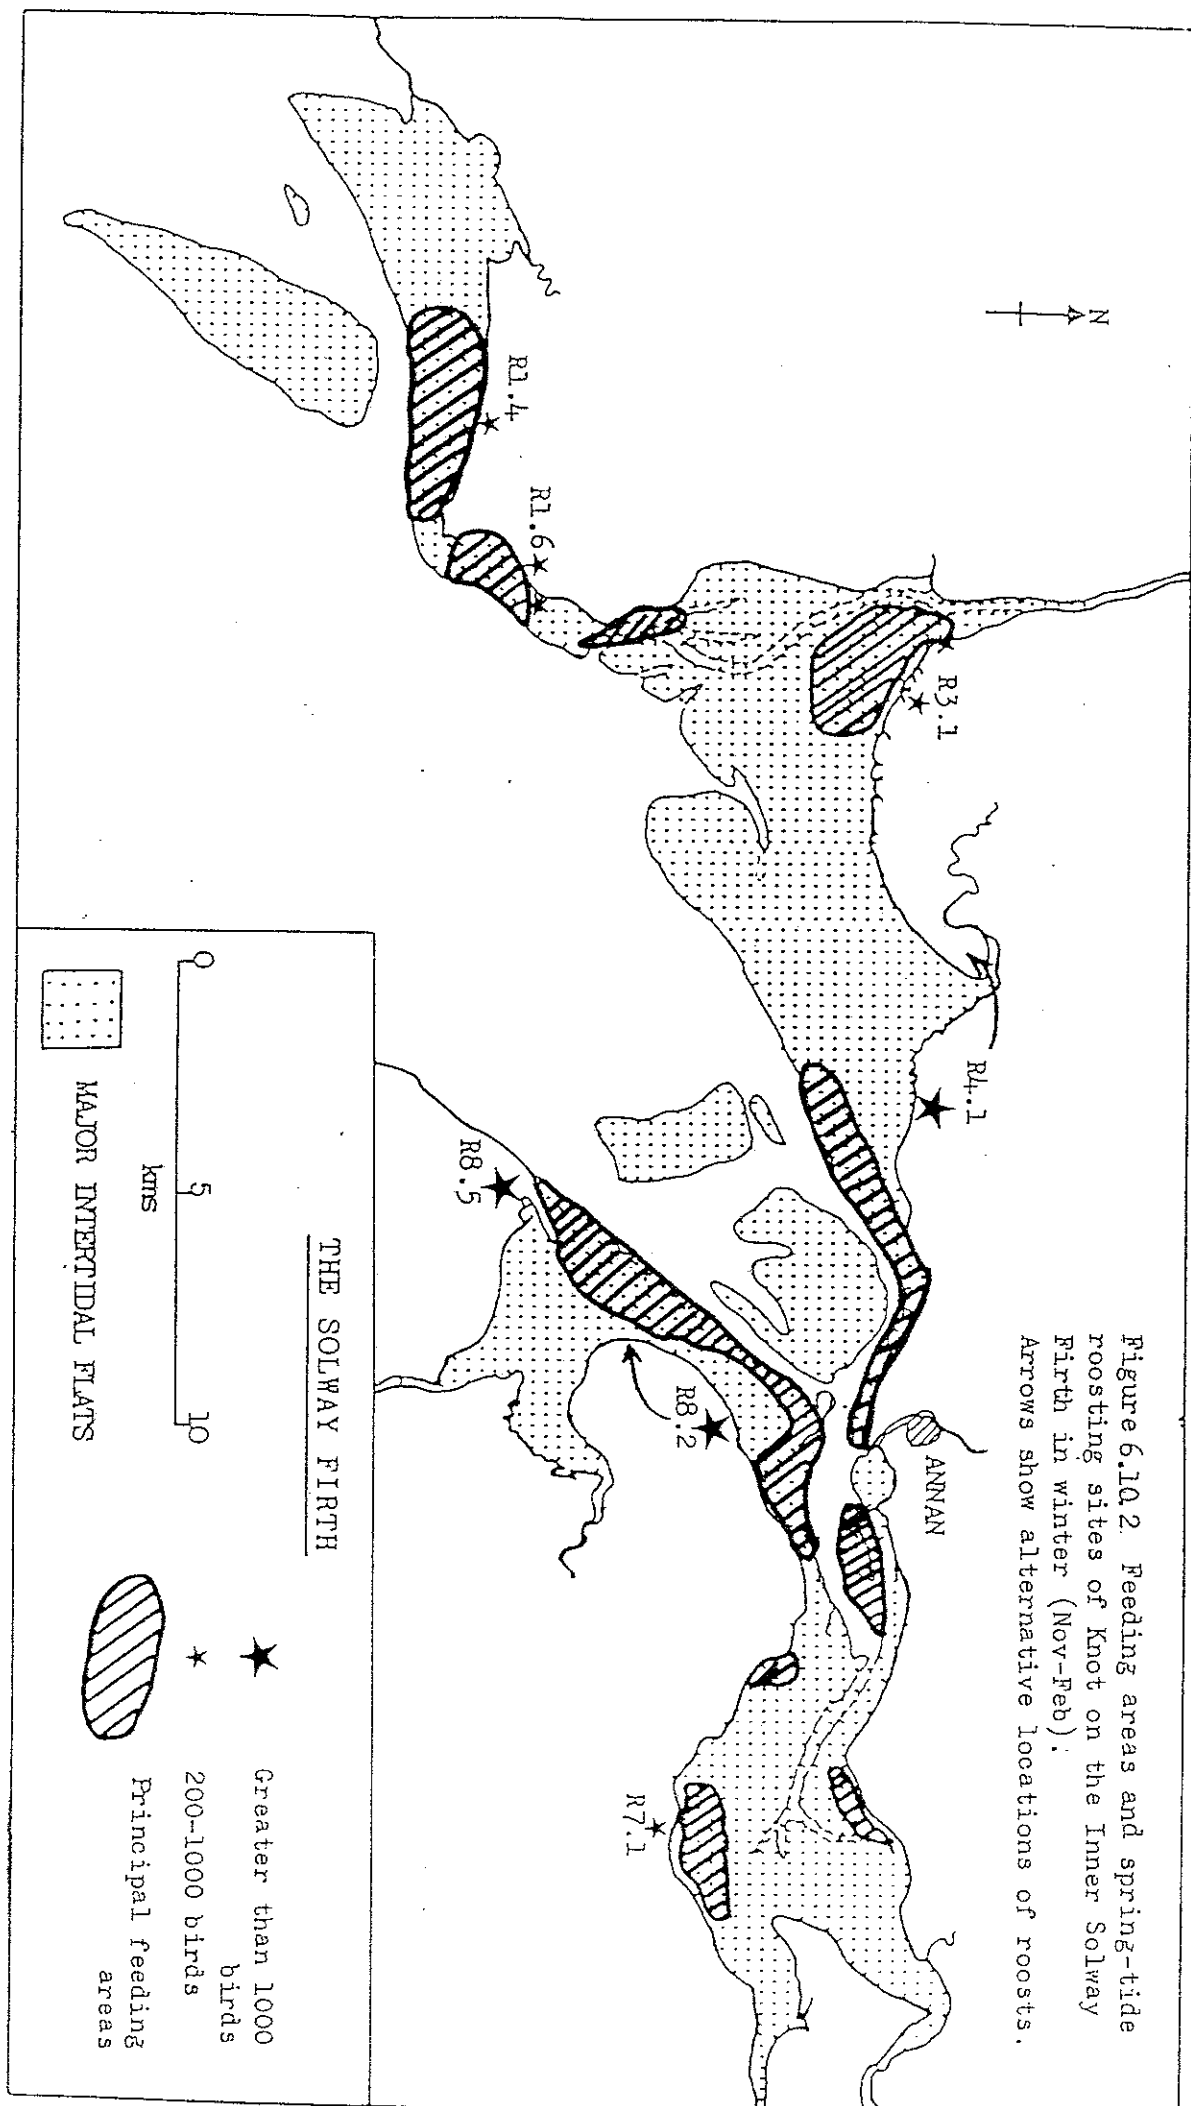 Figure 6.10.2. Feeding areas and spring-tide
roosting sites of Knot on the Inner Solway
Firth in winter (Nov-Feb).
Arrows show alternative locations of roosts.
N
R1.4
R1.6
R3.1
R4.1
ANNAN
R8.5
R8.2
R7.1
THE SOLWAY FIRTH
0 5 10
kms
MAJOR INTERTIDAL FLATS
Greater than 1000
birds
200-1000 birds
Principal feeding
areas